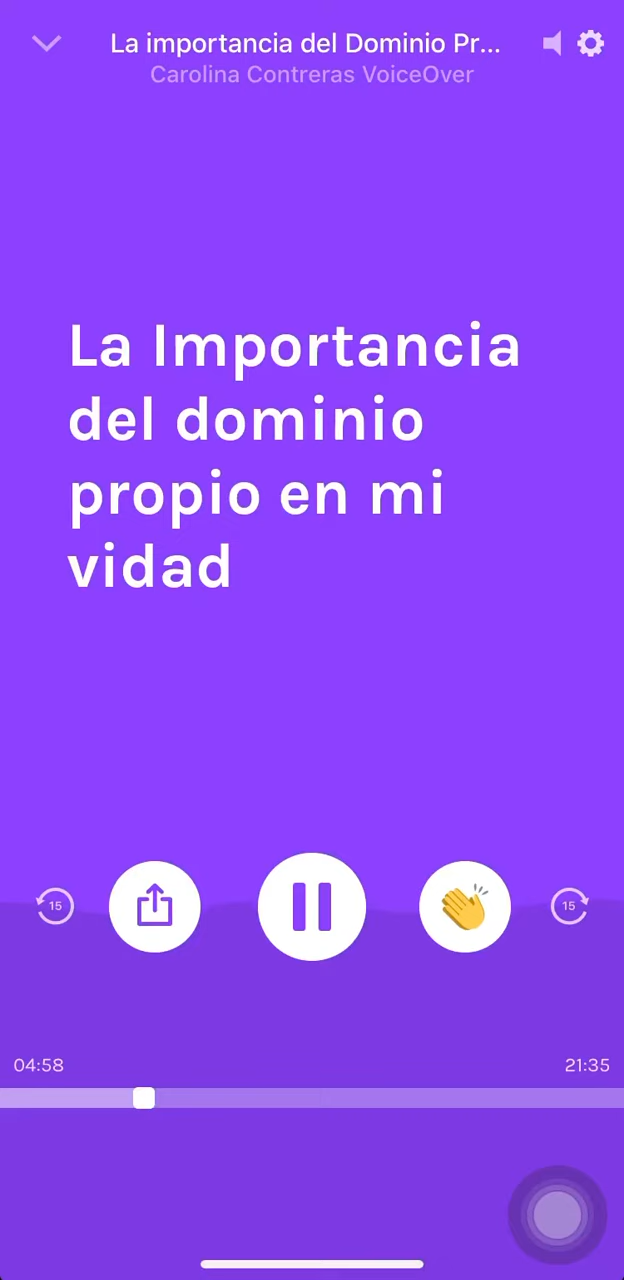 La importancia del Dominio Pr...
Carolina Contreras VoiceOver
La Importancia
del dominio
propio en mi
vidad
15
15
04:58
21:35